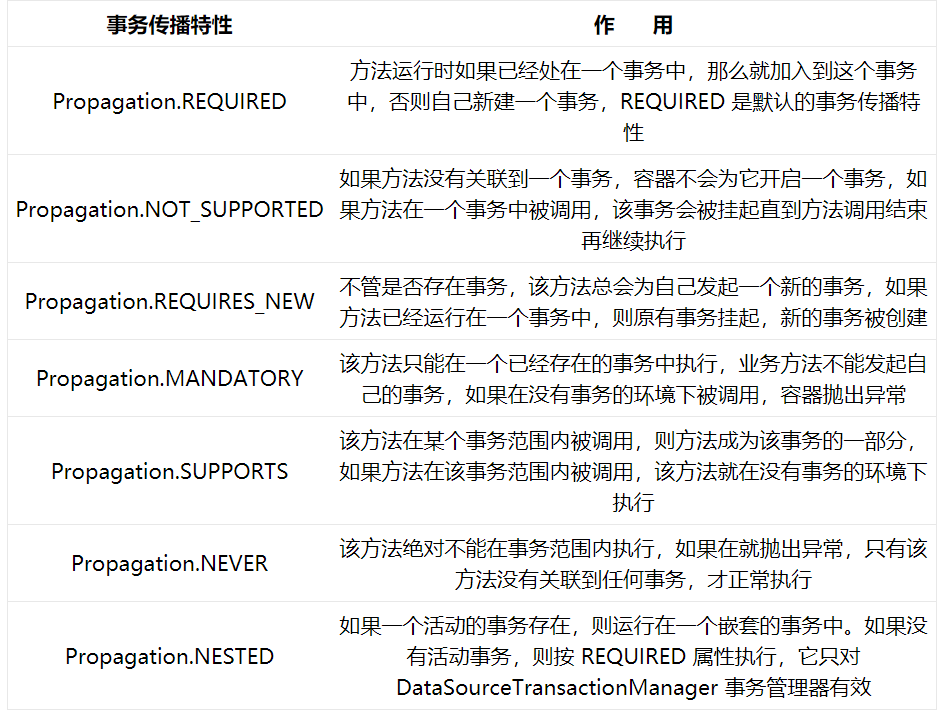 事务传播特性 作 用
方法运行时如果已经处在一个事务中，那么就加入到这个事务
Propagation.REQUIRED 中，否则自己新建一个事务，REQUIRED 是默认的事务传播特
性
如果方法没有关联到一个事务，容器不会为它开启一个事务，如
Propagation.NOT_SUPPORTED 果方法在一个事务中被调用，该事务会被挂起直到方法调用结束
再继续执行
Propagation.REQUIRES_NEW 不管是否存在事务，该方法总会为自己发起一个新的事务，如果
方法已经运行在一个事务中，则原有事务挂起，新的事务被创建
Propagation.MANDATORY 该方法只能在一个已经存在的事务中执行，业务方法不能发起自
己的事务，如果在没有事务的环境下被调用，容器抛出异常
该方法在某个事务范围内被调用，则方法成为该事务的一部分，
Propagation.SUPPORTS 如果方法在该事务范围内被调用，该方法就在没有事务的环境下
执行
Propagation.NEVER 该方法绝对不能在事务范围内执行，如果在就抛出异常，只有该
方法没有关联到任何事务，才正常执行
如果一个活动的事务存在，则运行在一个嵌套的事务中。如果没
Propagation.NESTED 有活动事务，则按 REQUIRED 属性执行，它只对
DataSourceTransactionManager 事务管理器有效